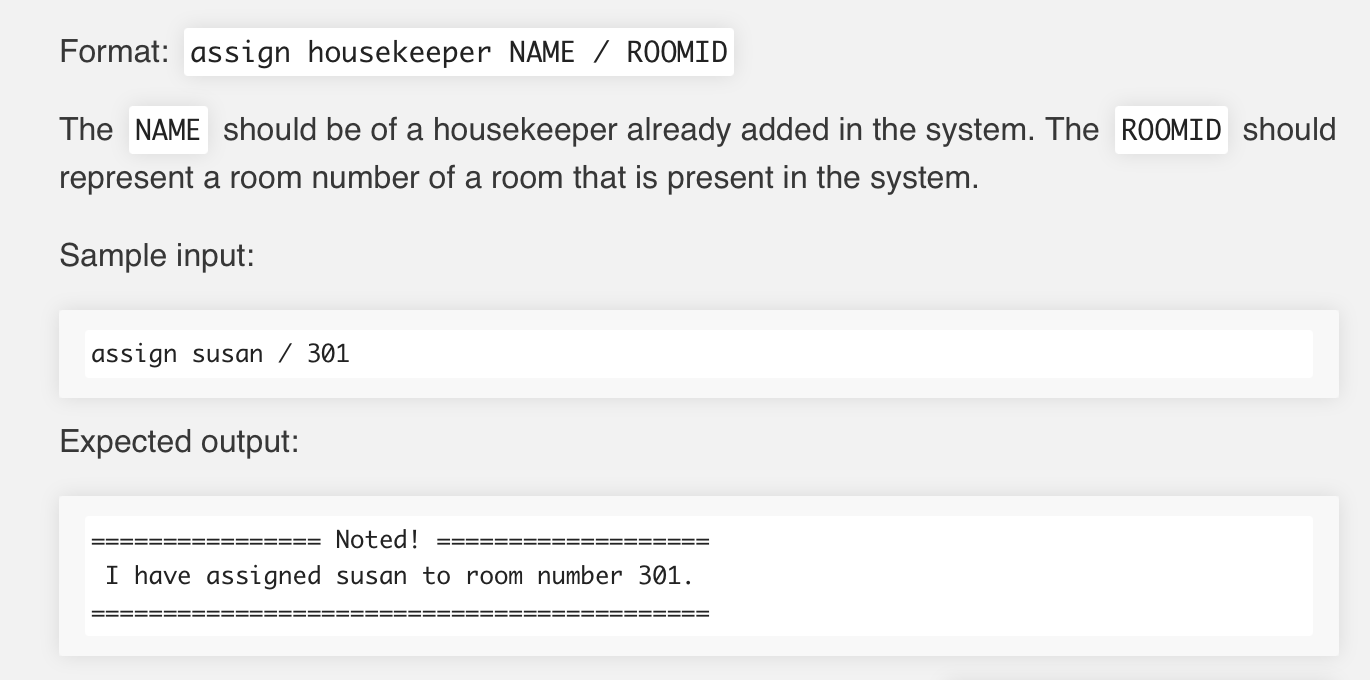 Format: assign housekeeper NAME / ROOMID
The NAME should be of a housekeeper already added in the system. The ROOMID should
represent a room number of a room that is present in the system.
Sample input:
assign susan / 301
Expected output:
================ Noted! ===================
I have assigned susan to room number 301.
===========================================